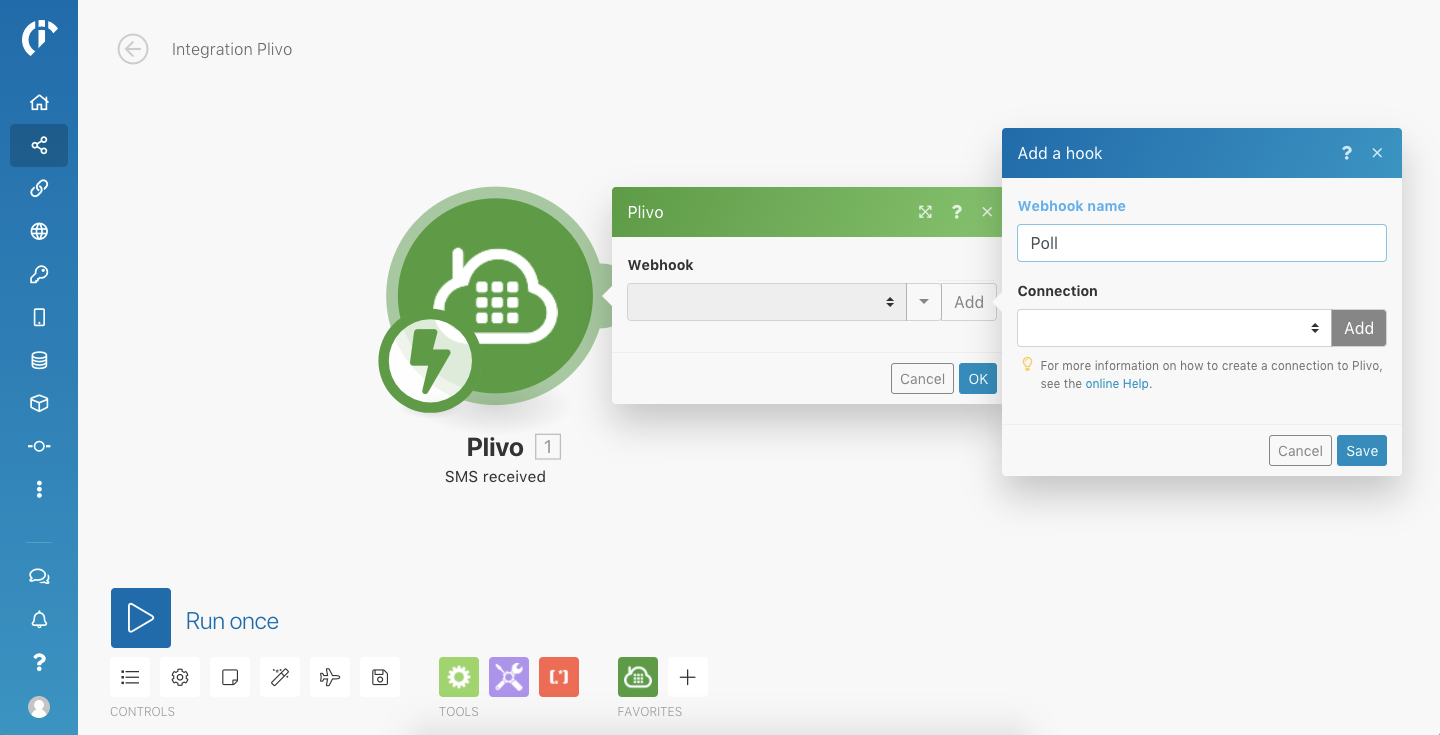 Integration Plivo
Add a hook
?
Webhook name
Poll
Connection
Add
For more information on how to create a connection to Plivo,
see the online Help.
Cancel
Save
Plivo
?
Webhook
Add
Cancel
OK
Plivo 1
SMS received
Run once
CONTROLS
TOOLS
FAVORITES
?
[.*]